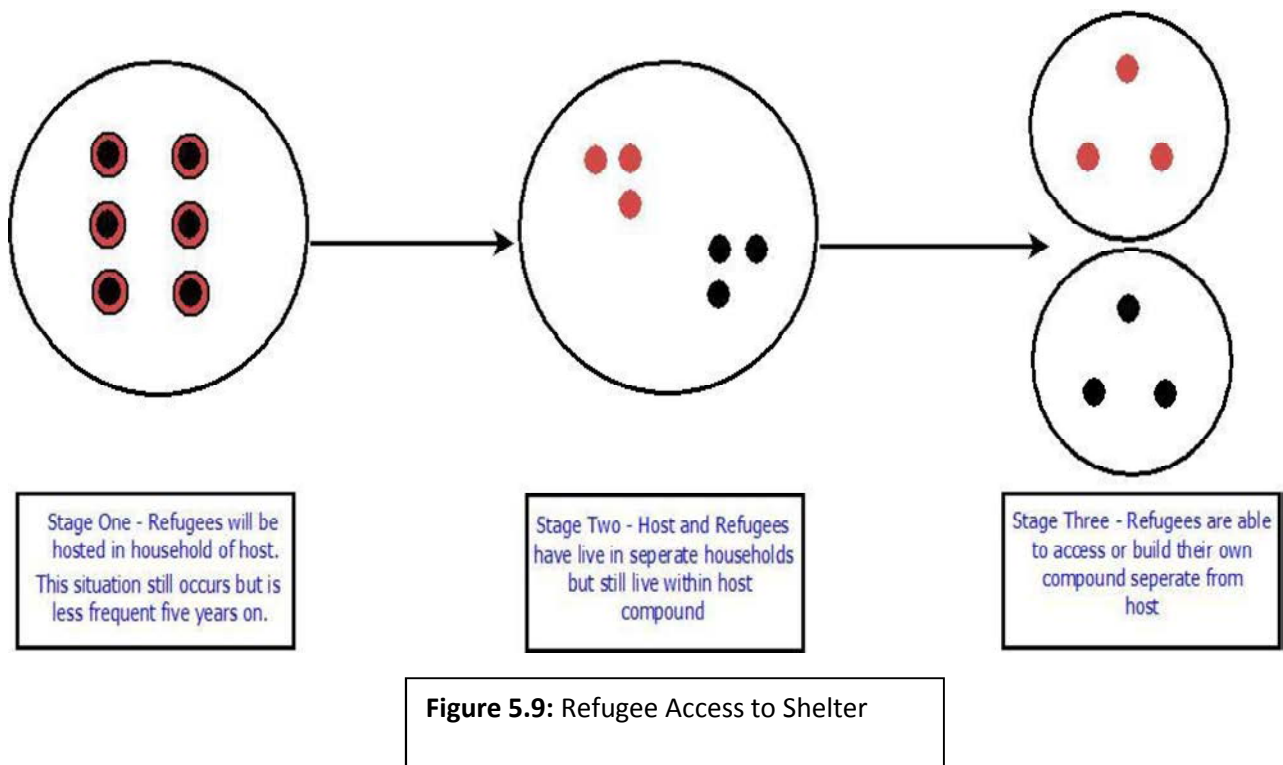 Stage One - Refugees will be
hosted in household of host.
This situation still occurs but is
less frequent five years on.
Stage Two - Host and Refugees
have live in seperate households
but still live within host
compound
Stage Three - Refugees are able
to access or build their own
compound seperate from
host
Figure 5.9: Refugee Access to Shelter